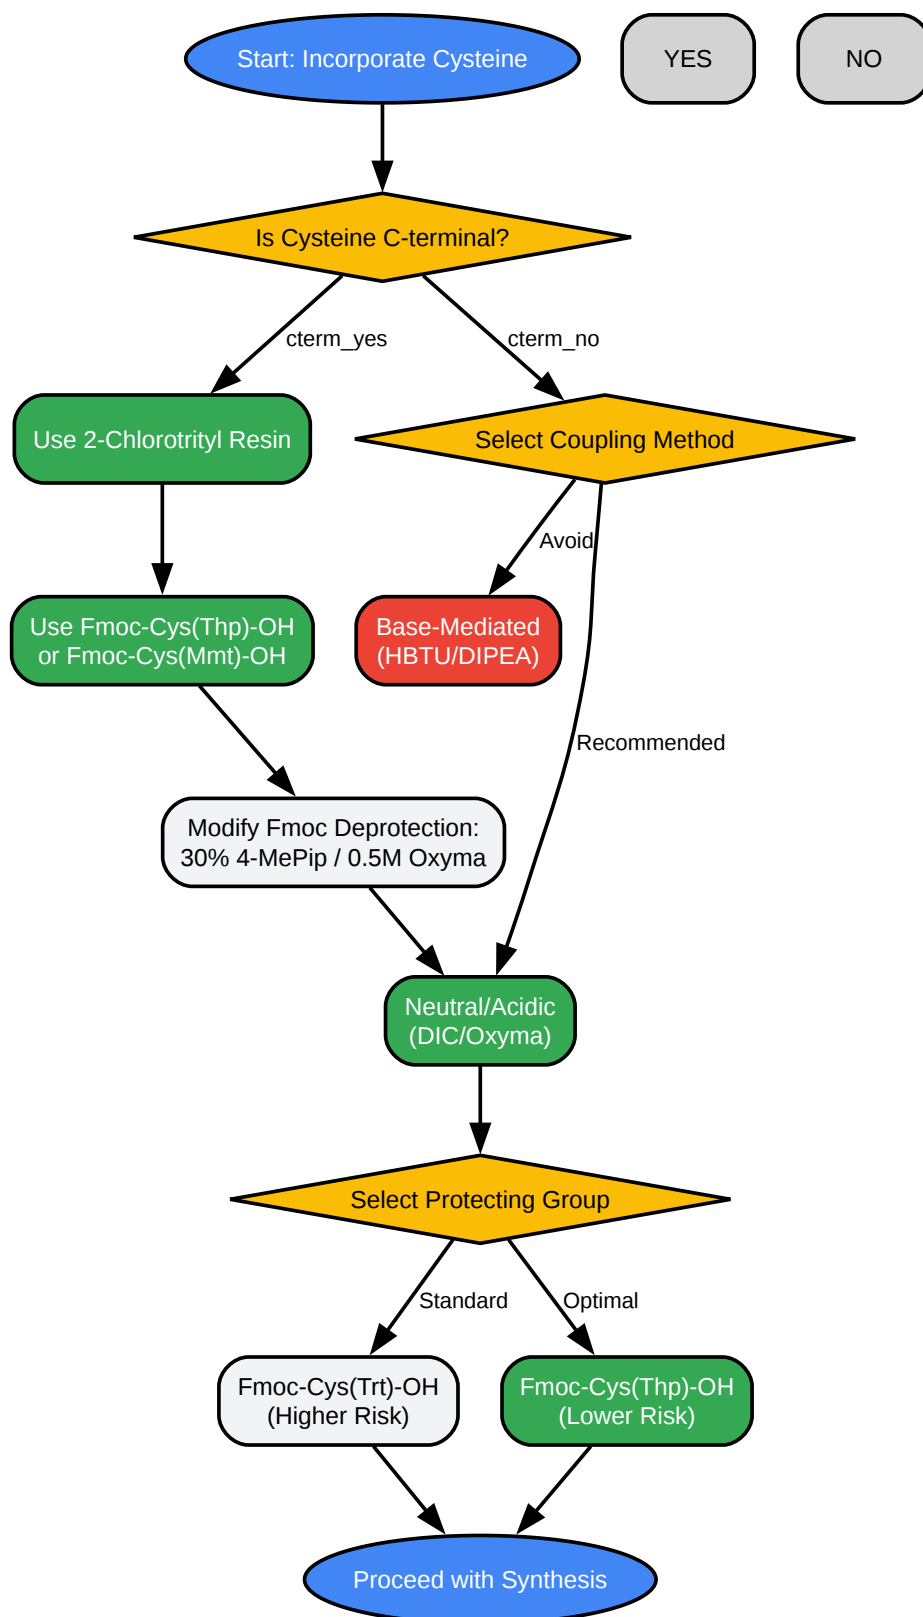 Start: Incorporate Cysteine
YES
NO
Is Cysteine C-terminal?
cterm_yes
cterm_no
Use 2-Chlorotrityl Resin
Select Coupling Method
Avoid
Use Fmoc-Cys(Thp)-OH
or Fmoc-Cys(Mmt)-OH
Base-Mediated
(HBTU/DIPEA)
Recommended
Modify Fmoc Deprotection:
30% 4-MePip / 0.5M Oxyma
Neutral/Acidic
(DIC/Oxyma)
Select Protecting Group
Standard
Optimal
Fmoc-Cys(Trt)-OH
(Higher Risk)
Fmoc-Cys(Thp)-OH
(Lower Risk)
Proceed with Synthesis